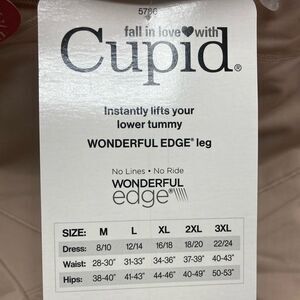 5786
fall in love with
Cupid®
Instantly lifts your
lower tummy
WONDERFUL EDGE® leg
No Lines • No Ride
WONDERFUL
edge®
SIZE: M L XL 2XL 3XL
Dress: 8/10 12/14 16/18 18/20 22/24
Waist: 28-30" 31-33" 34-36" 37-39" 40-43"
Hips: 38-40" 41-43" 44-46" 40-49" 50-53"